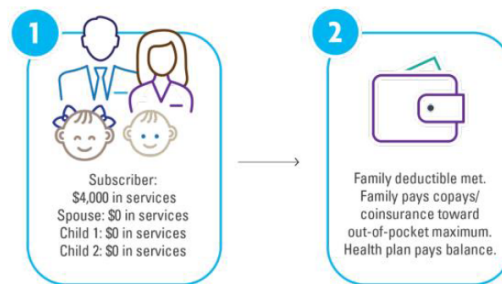 1
Subscriber:
$4,000 in services
Spouse: $0 in services
Child 1: $0 in services
Child 2: $0 in services
2
Family deductible met.
Family pays copays/
coinsurance toward
out-of-pocket maximum.
Health plan pays balance.